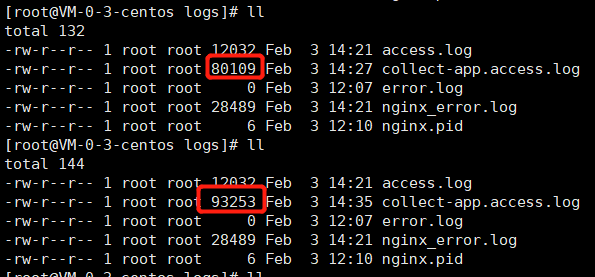 [root@VM-0-3-centos logs]# ll
total 132
-rw-r--r-- 1 root root 12032 Feb  3 14:21 access.log
-rw-r--r-- 1 root root 80109 Feb  3 14:27 collect-app.access.log
-rw-r--r-- 1 root root     0 Feb  3 12:07 error.log
-rw-r--r-- 1 root root 28489 Feb  3 14:21 nginx_error.log
-rw-r--r-- 1 root root     6 Feb  3 12:10 nginx.pid
[root@VM-0-3-centos logs]# ll
total 144
-rw-r--r-- 1 root root 12032 Feb  3 14:21 access.log
-rw-r--r-- 1 root root 93253 Feb  3 14:35 collect-app.access.log
-rw-r--r-- 1 root root     0 Feb  3 12:07 error.log
-rw-r--r-- 1 root root 28489 Feb  3 14:21 nginx_error.log
-rw-r--r-- 1 root root     6 Feb  3 12:10 nginx.pid
[root@VM-0-3-centos logs]# ll